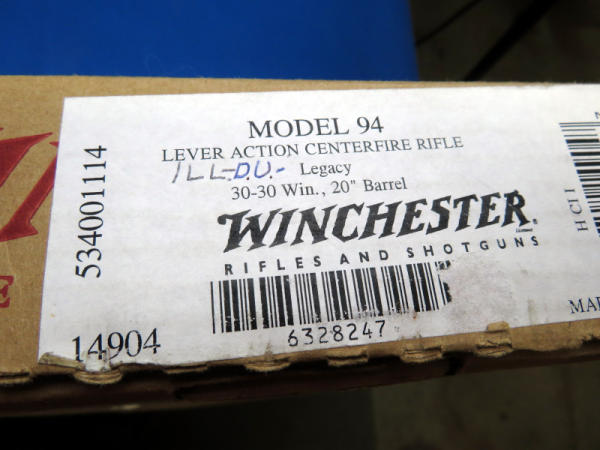 MODEL 94
LEVER ACTION CENTERFIRE RIFLE
ILL-D.U.- Legacy
30-30 Win., 20" Barrel
WINCHESTER
RIFLES AND SHOTGUNS
6328247
534001114
14904